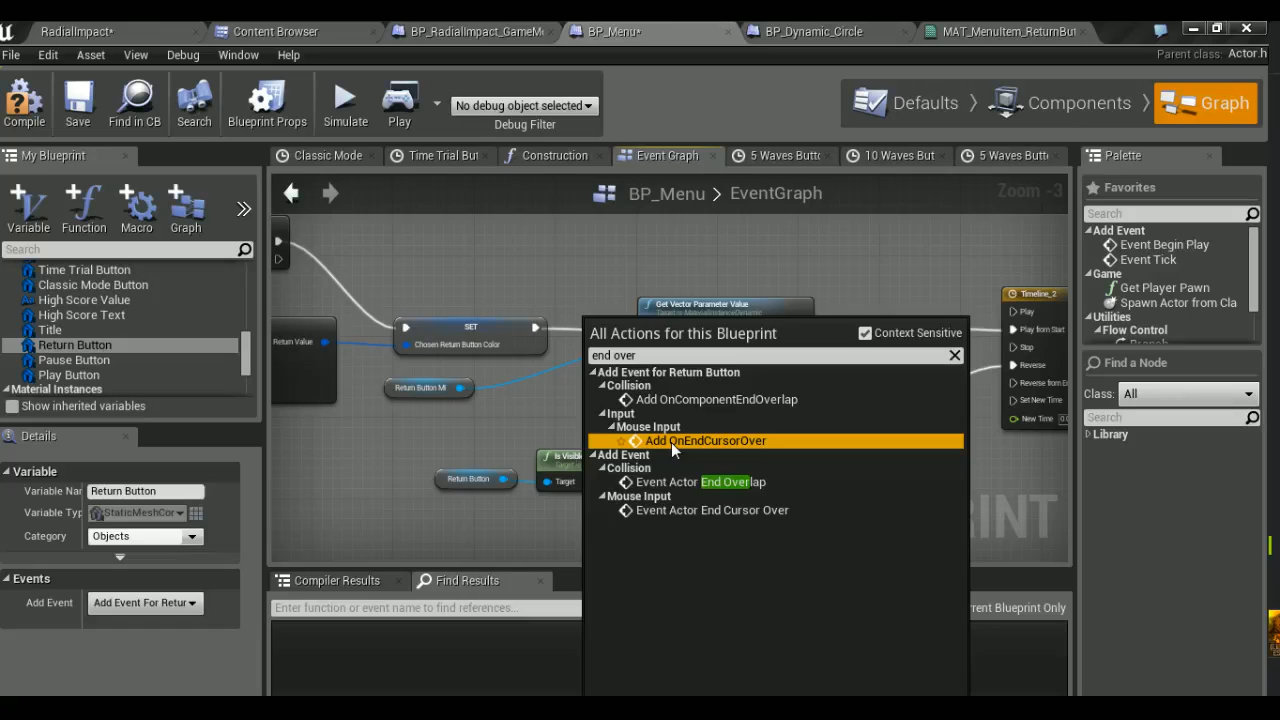 RadialImpact*
Content Browser
BP_RadialImpact_GameM
BP_Menu*
BP_Dynamic_Circle
MAT_MenuItem_ReturnBut
File Edit Asset View Debug Window Help
Parent class: Actor.h
Compile
Save
Find in CB
Search
Blueprint Props
Simulate
Play
No debug object selected
Debug Filter
Defaults
Components
Graph
My Blueprint
Classic Mode
Time Trial But
Construction
Event Graph
5 Waves Butt
10 Waves But
5 Waves Butt
Palette
Variable
Function
Macro
Graph
Search
Time Trial Button
Classic Mode Button
High Score Value
High Score Text
Title
Return Button
Pause Button
Play Button
Material Instances
Show inherited variables
Details
Variable
Variable Nar Return Button
Variable Typ StaticMeshCor
Category Objects
Events
Add Event Add Event For Retur
BP_Menu > EventGraph
Zoom -3
Return Value
SET
Chosen Return Button Color
Return Button MI
Return Button
Is Visible
Target
Get Vector Parameter Value
Timeline_2
Play
Play from Start
Stop
Reverse
Reverse from E
Set New Time
New Time 0.0
All Actions for this Blueprint
Context Sensitive
end over
Add Event for Return Button
Collision
Add OnComponentEndOverlap
Input
Mouse Input
Add OnEndCursorOver
Add Event
Collision
Event Actor End Overlap
Mouse Input
Event Actor End Cursor Over
Compiler Results
Find Results
Enter function or event name to find references...
rrent Blueprint Only
Favorites
Search
Add Event
Event Begin Play
Event Tick
Game
Get Player Pawn
Spawn Actor from Cla
Utilities
Flow Control
Find a Node
Class: All
Search
Library